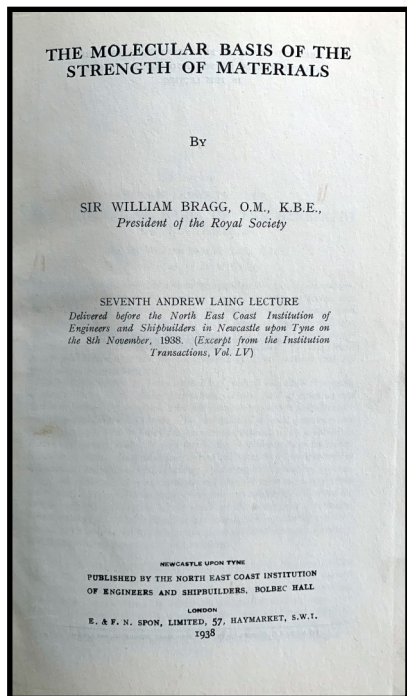 THE MOLECULAR BASIS OF THE
STRENGTH OF MATERIALS
BY
SIR WILLIAM BRAGG, O.M., K.B.E.,
President of the Royal Society
SEVENTH ANDREW LAING LECTURE
Delivered before the North East Coast Institution of
Engineers and Shipbuilders in Newcastle upon Tyne on
the 8th November, 1938. (Excerpt from the Institution
Transactions, Vol. LV)
NEWCASTLE UPON TYNE
PUBLISHED BY THE NORTH EAST COAST INSTITUTION
OF ENGINEERS AND SHIPBUILDERS, BOLBEC HALL
LONDON
E. & F. N. SPON, LIMITED, 57, HAYMARKET, S.W.1.
1938